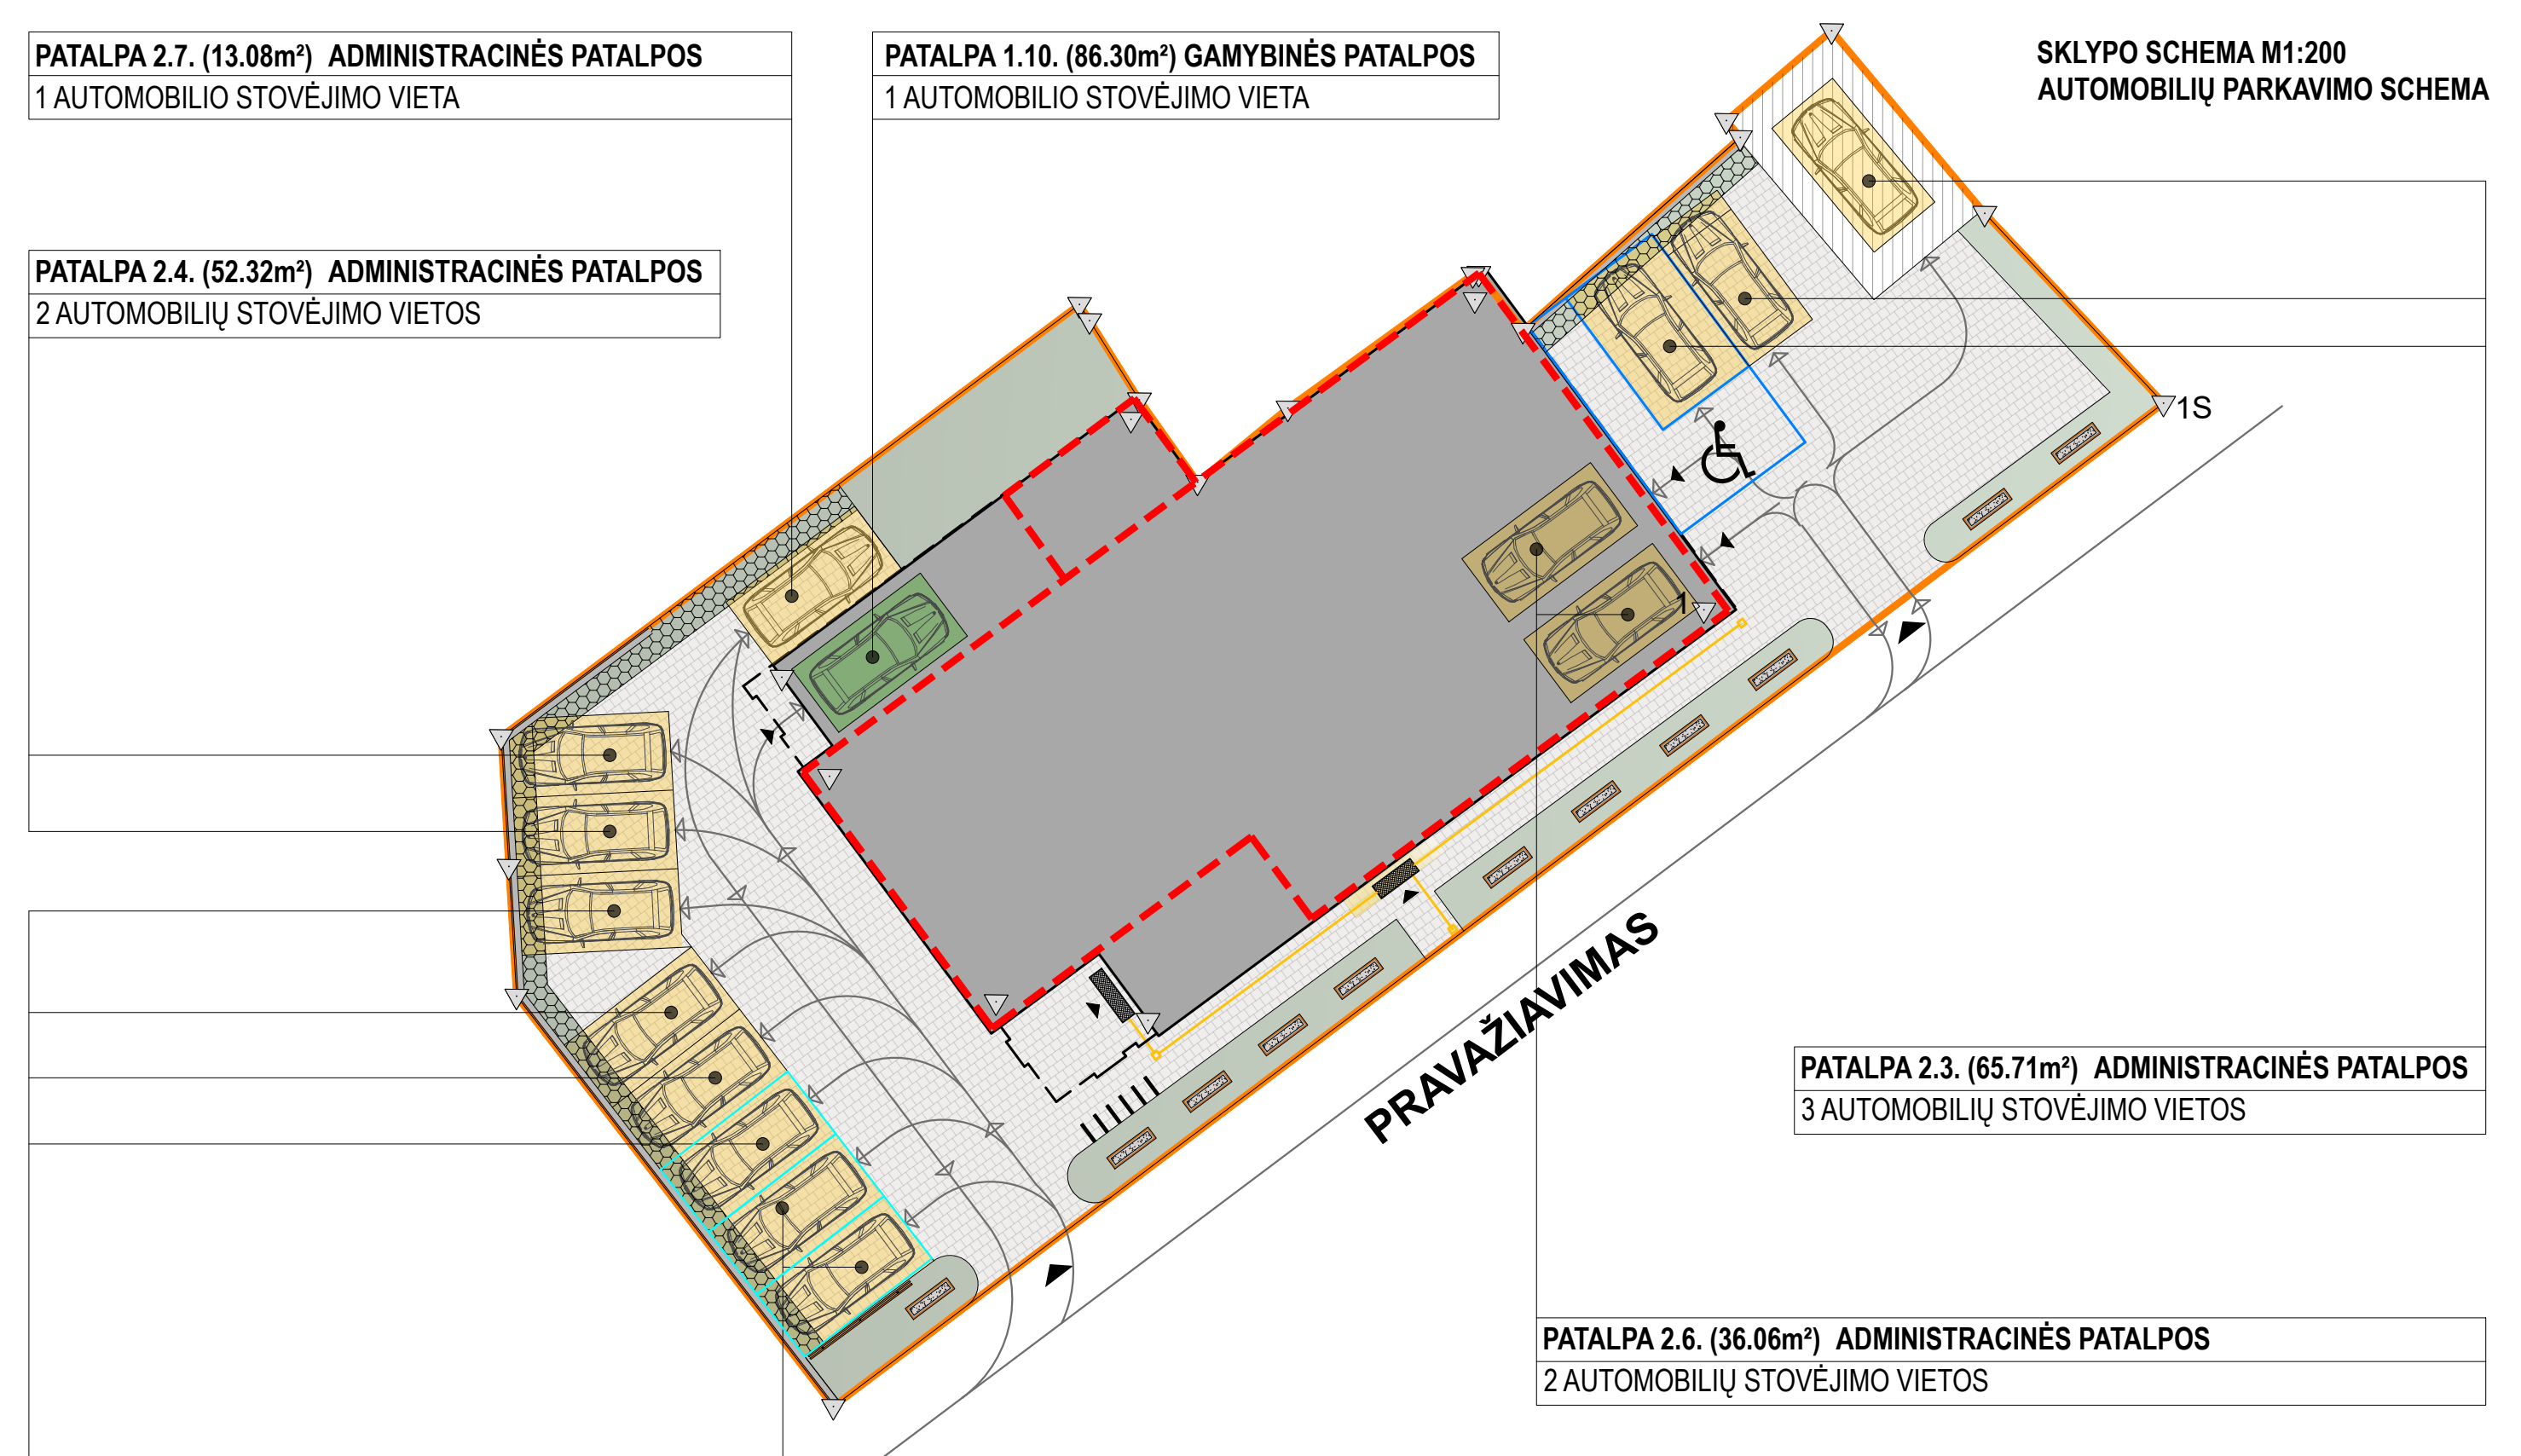 PATALPA 2.7. (13.08m²) ADMINISTRACINĖS PATALPOS
1 AUTOMOBILIO STOVĖJIMO VIETA
PATALPA 1.10. (86.30m²) GAMYBINĖS PATALPOS
1 AUTOMOBILIO STOVĖJIMO VIETA
SKLYPO SCHEMA M1:200
AUTOMOBILIŲ PARKAVIMO SCHEMA
PATALPA 2.4. (52.32m²) ADMINISTRACINĖS PATALPOS
2 AUTOMOBILIŲ STOVĖJIMO VIETOS
1S
1
PRAVAŽIAVIMAS
PATALPA 2.3. (65.71m²) ADMINISTRACINĖS PATALPOS
3 AUTOMOBILIŲ STOVĖJIMO VIETOS
PATALPA 2.6. (36.06m²) ADMINISTRACINĖS PATALPOS
2 AUTOMOBILIŲ STOVĖJIMO VIETOS